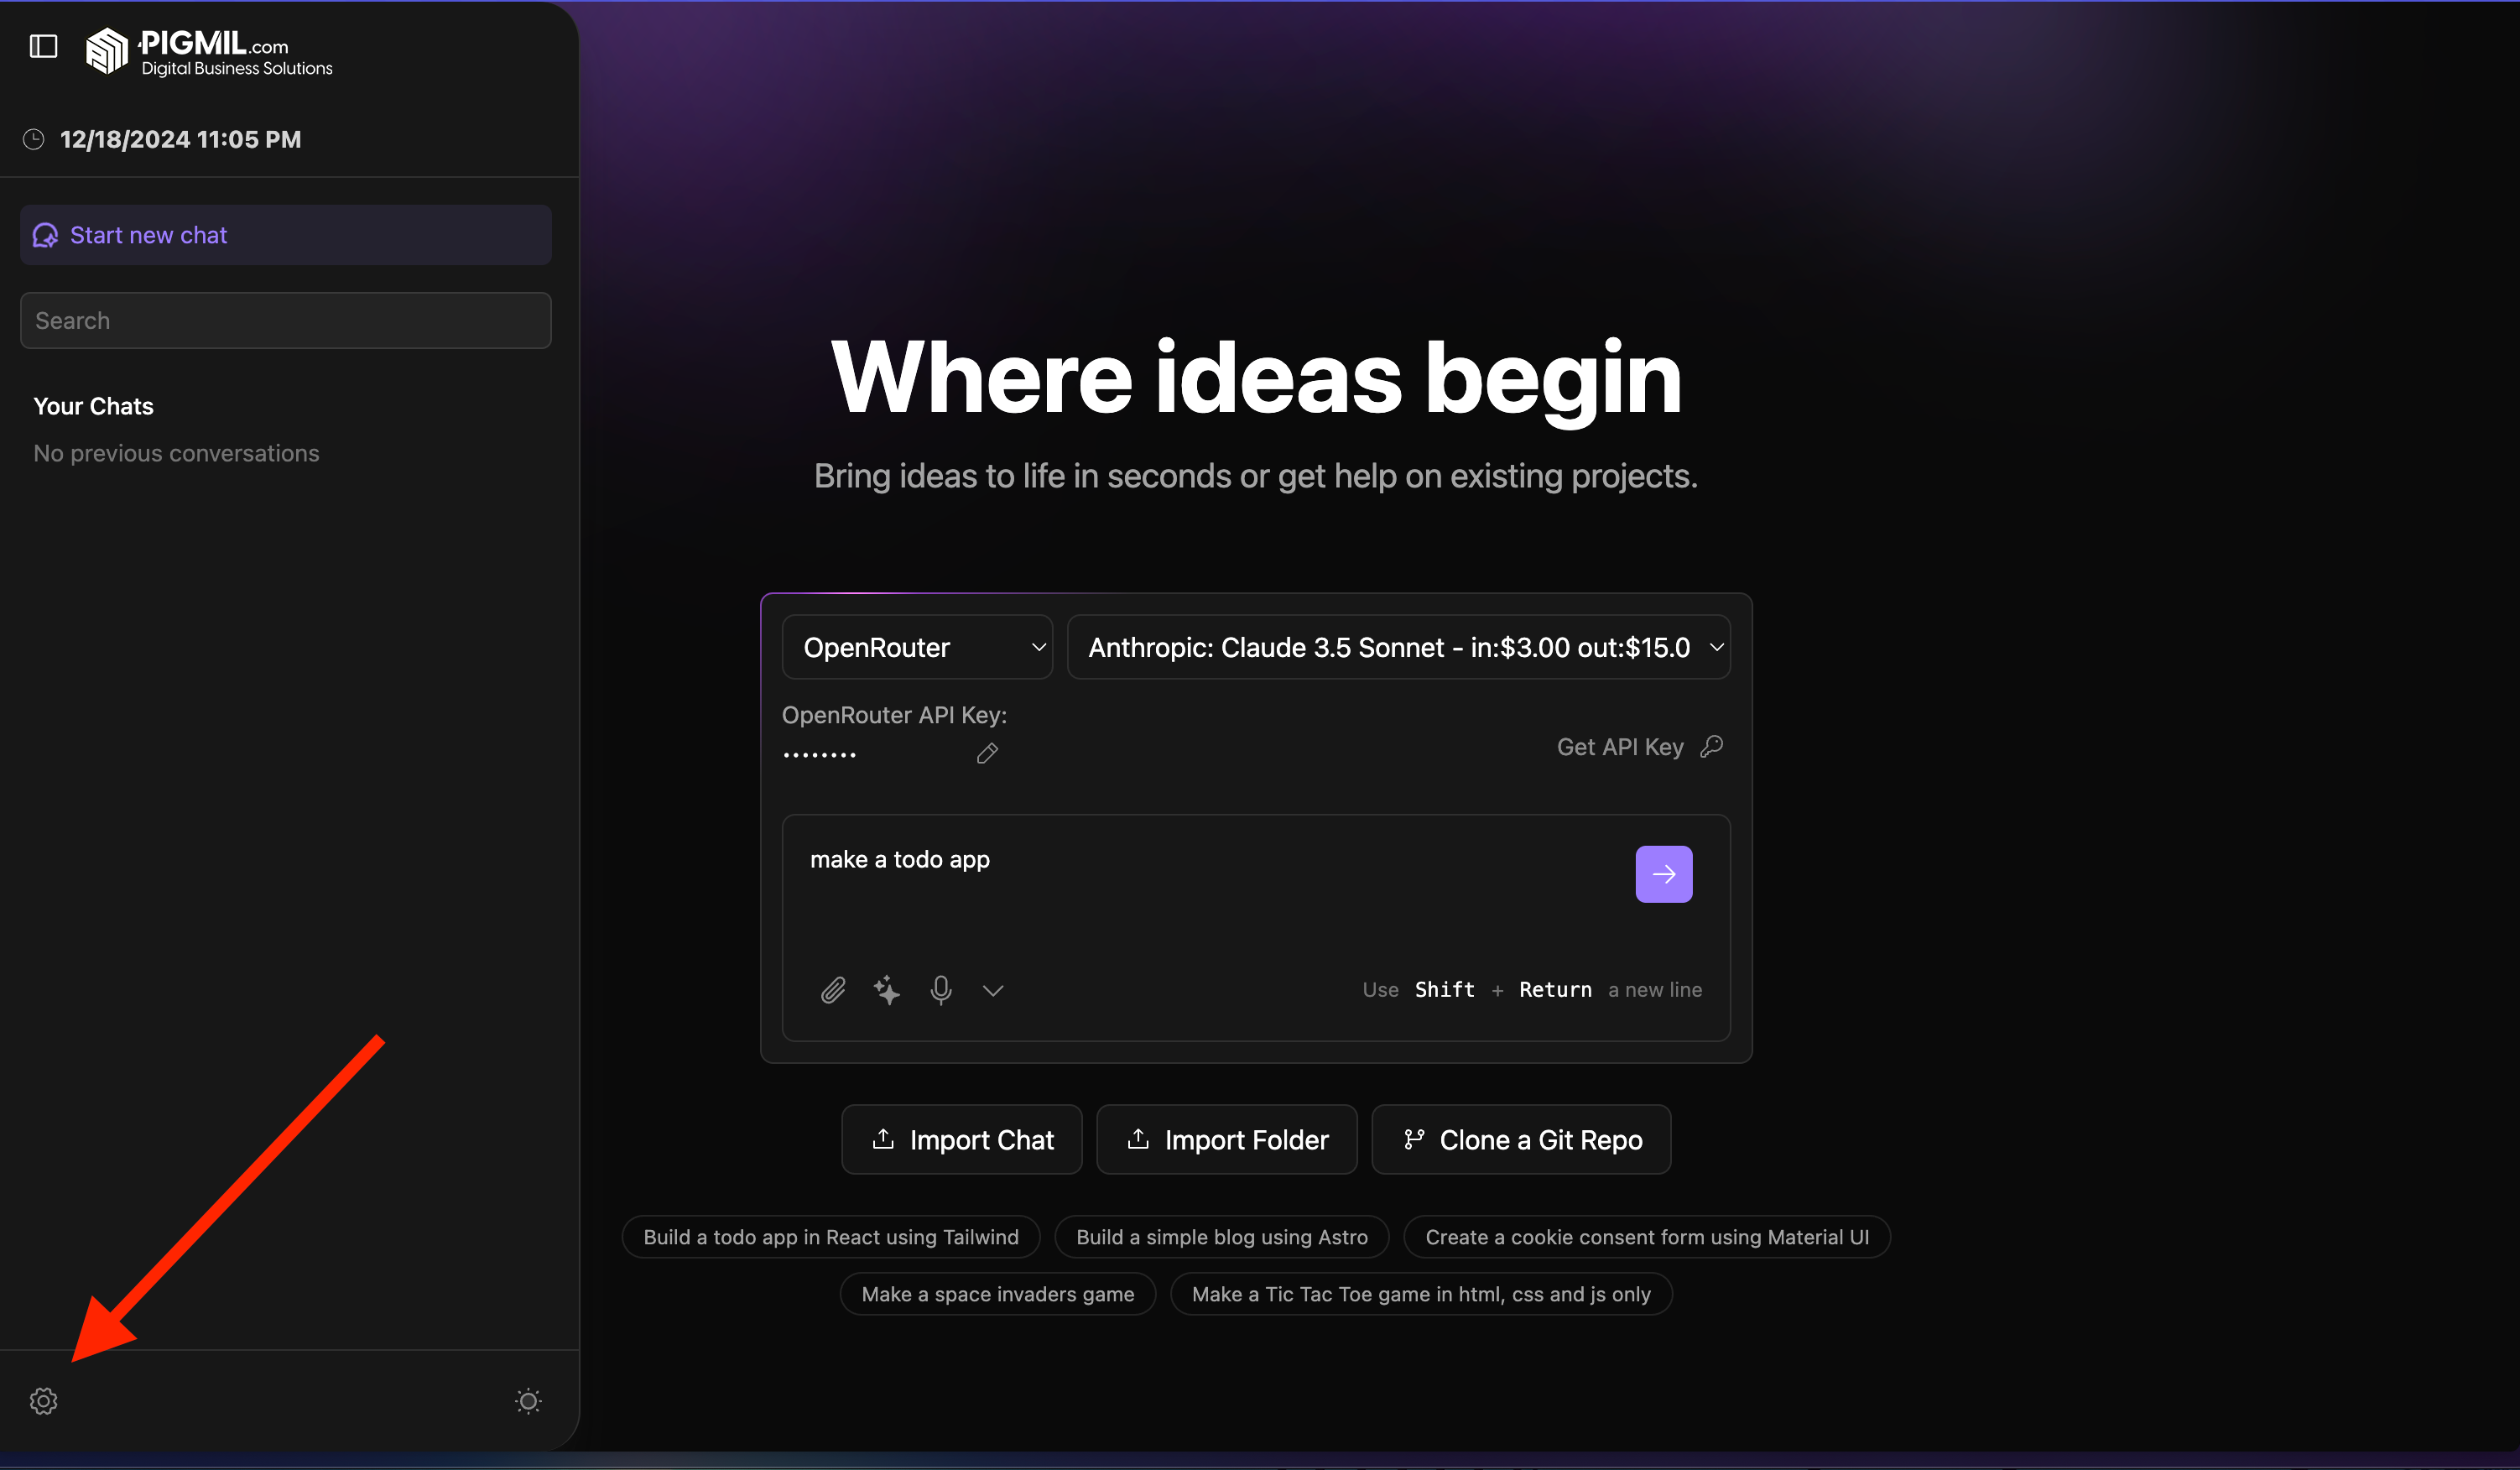 PIGMIL.com
Digital Business Solutions
12/18/2024 11:05 PM
Start new chat
Search
Your Chats
No previous conversations
Where ideas begin
Bring ideas to life in seconds or get help on existing projects.
OpenRouter
Anthropic: Claude 3.5 Sonnet - in:$3.00 out:$15.0
OpenRouter API Key:
••••••••
Get API Key
make a todo app
Use Shift + Return a new line
Import Chat
Import Folder
Clone a Git Repo
Build a todo app in React using Tailwind
Build a simple blog using Astro
Create a cookie consent form using Material UI
Make a space invaders game
Make a Tic Tac Toe game in html, css and js only